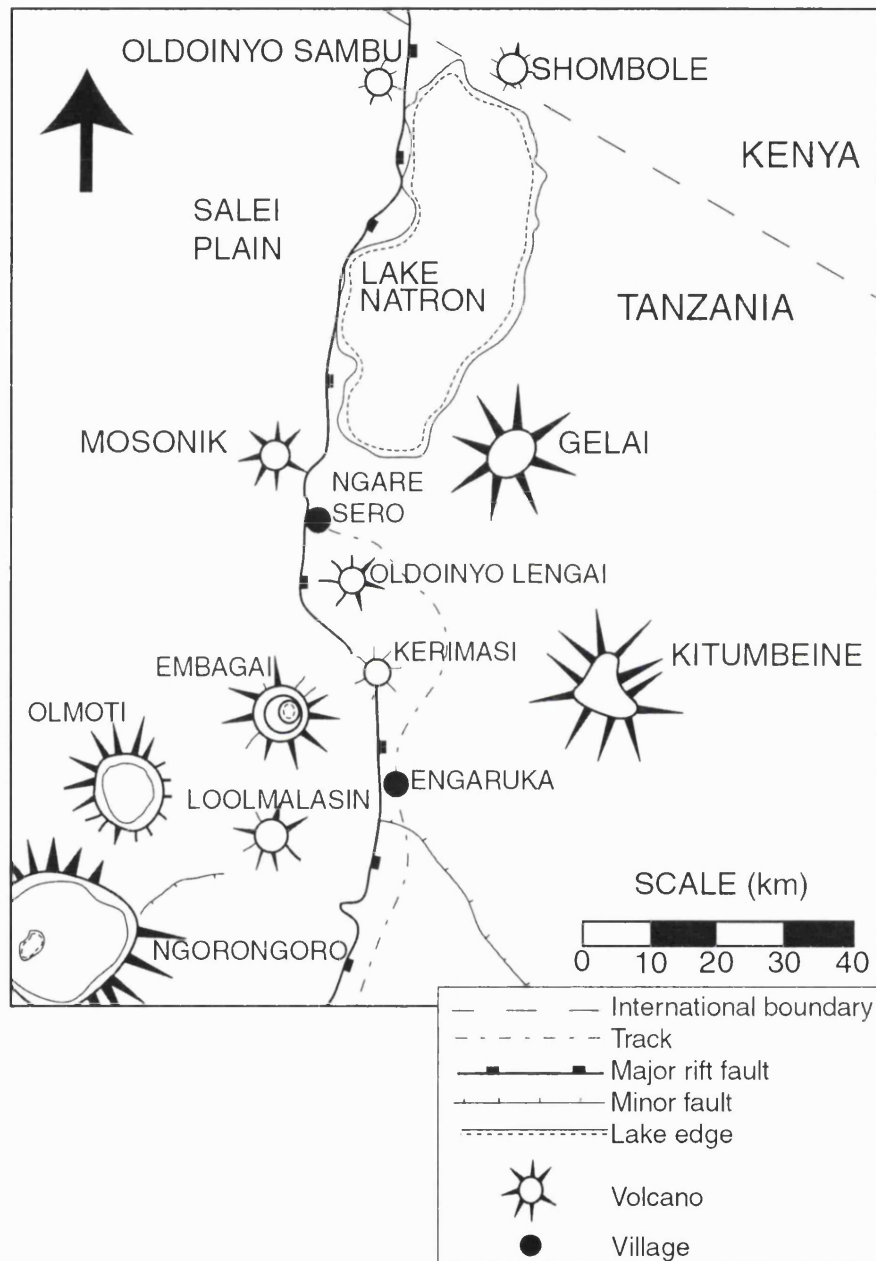 OLDOINYO SAMBU
SHOMBOLE
KENYA
SALEI
PLAIN
LAKE
NATRON
TANZANIA
MOSONIK
GELAI
NGARE
SERO
OLDOINYO LENGAI
KERIMASI
KITUMBEINE
EMBAGAI
OLMOTI
ENGARUKA
LOOLMALASIN
SCALE (km)
NGORONGORO
0 10 20 30 40
International boundary
Track
Major rift fault
Minor fault
Lake edge
Volcano
Village